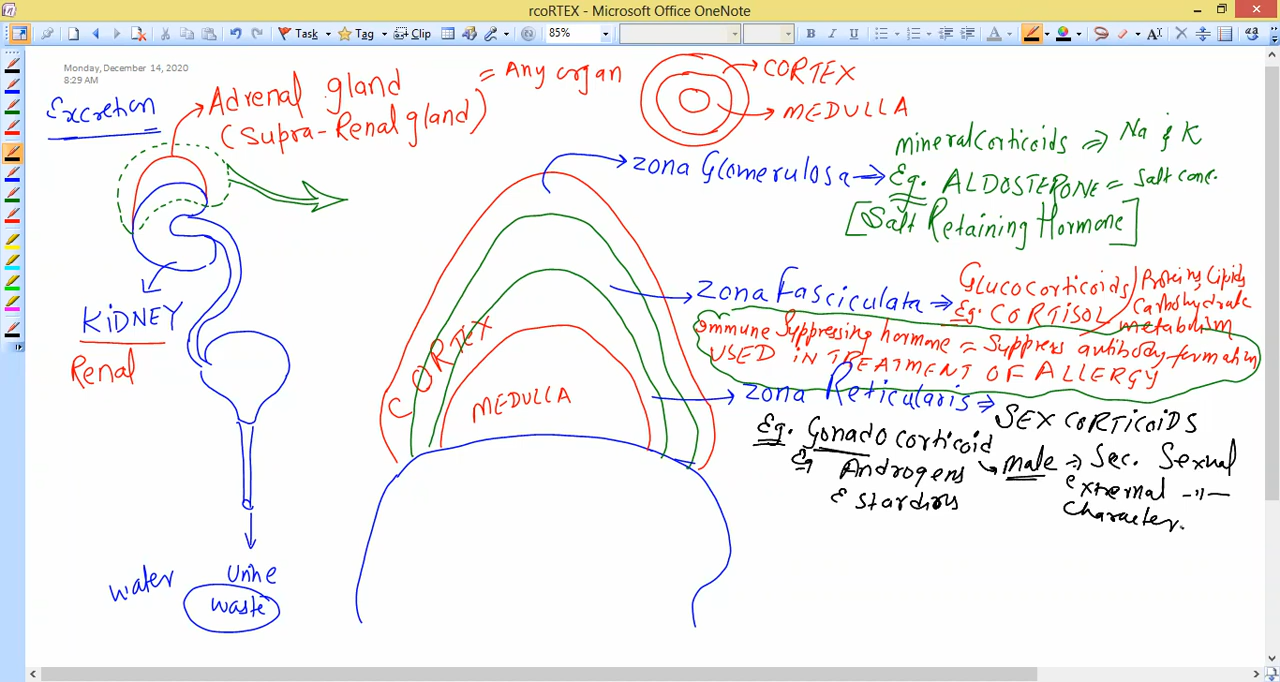 rcoRTEX - Microsoft Office OneNote
Task
Tag
Clip
85%
B I U
Monday, December 14, 2020
8:29 AM
Excretion
Adrenal gland
(Supra-Renal gland)
= Any organ
CORTEX
MEDULLA
mineralcorticoids => Na & K
zona Glomerulosa => Eg. ALDOSTERONE = Salt conc.
[Salt Retaining Hormone]
KIDNEY
Renal
zona Fasciculata => Glucocorticoids / Proteins, Lipids
Eg. CORTISOL Carbohydrate
metabolism
Immune Suppressing hormone = Suppress antibody formation
USED IN TREATMENT OF ALLERGY
zona Reticularis => SEX CORTICOIDS
CORTEX
MEDULLA
Eg. Gonadocorticoid
Eg Androgens
male => Sec. Sexual
external -"-
character.
water
Urine
waste